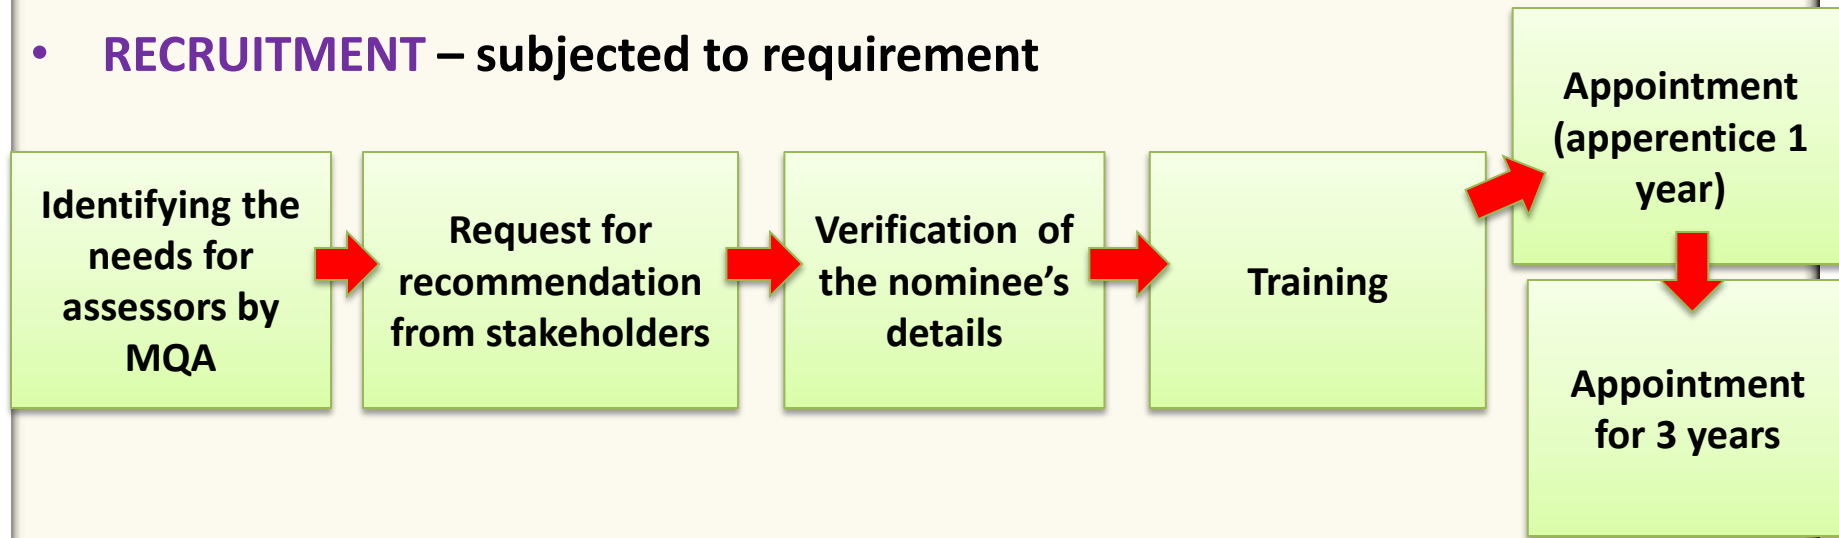 • RECRUITMENT – subjected to requirement
Identifying the
needs for
assessors by
MQA
Request for
recommendation
from stakeholders
Verification of
the nominee’s
details
Training
Appointment
(apperentice 1
year)
Appointment
for 3 years